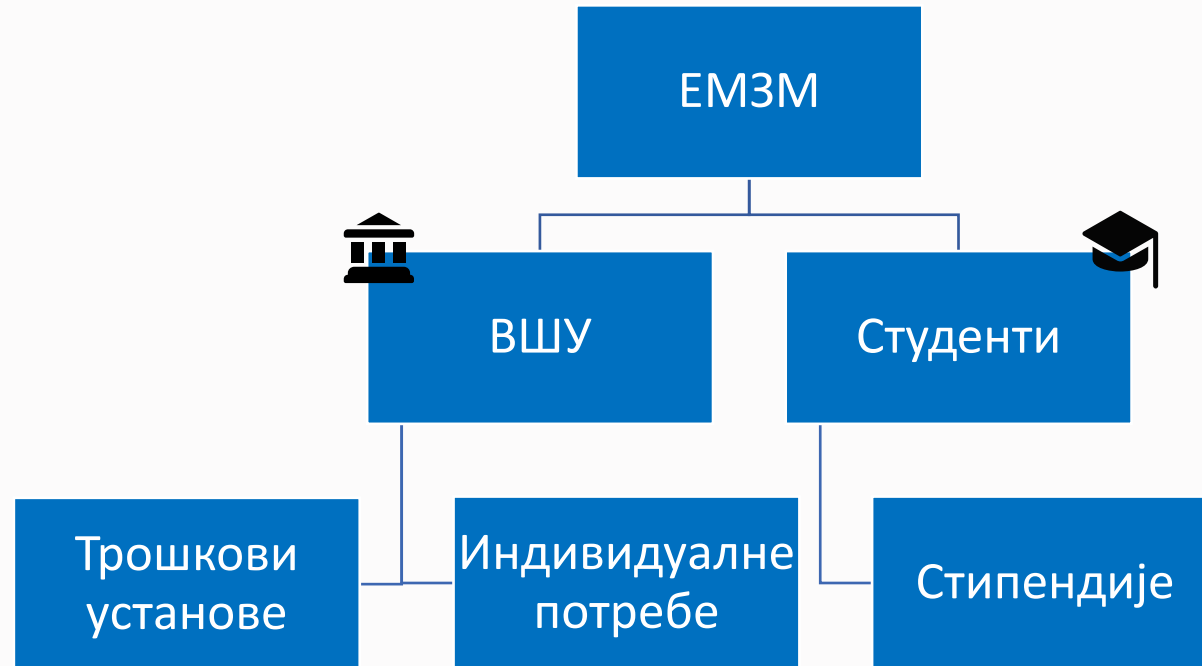 ЕМЗМ
ВШУ
Студенти
Трошкови
установе
Индивидуалне
потребе
Стипендије